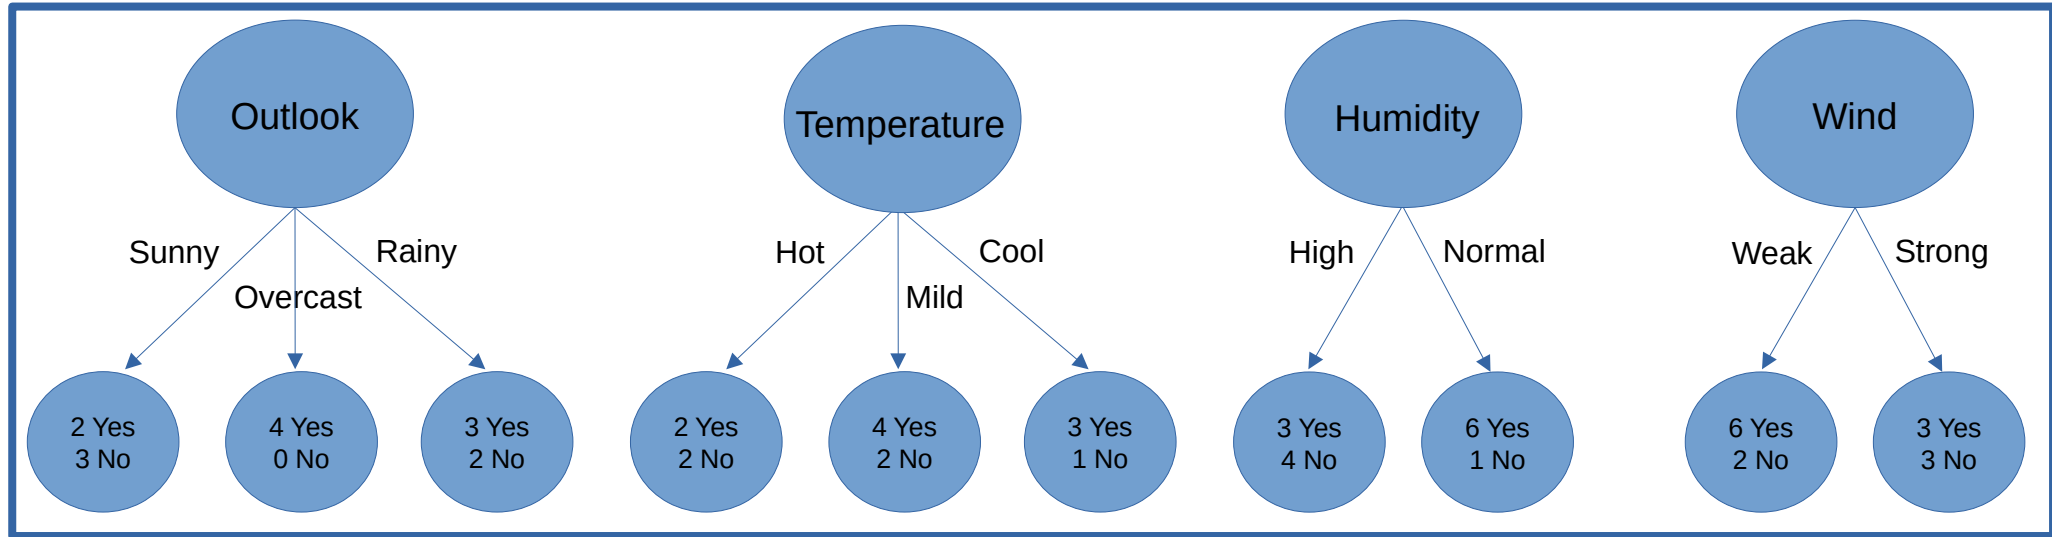 Outlook
Temperature
Humidity
Wind
Sunny
Rainy
Overcast
Hot
Cool
Mild
High
Normal
Weak
Strong
2 Yes
3 No
4 Yes
0 No
3 Yes
2 No
2 Yes
2 No
4 Yes
2 No
3 Yes
1 No
3 Yes
4 No
6 Yes
1 No
6 Yes
2 No
3 Yes
3 No